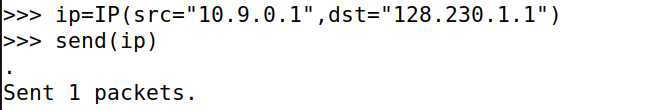 >>> ip=IP(src="10.9.0.1",dst="128.230.1.1")
>>> send(ip)
.
Sent 1 packets.